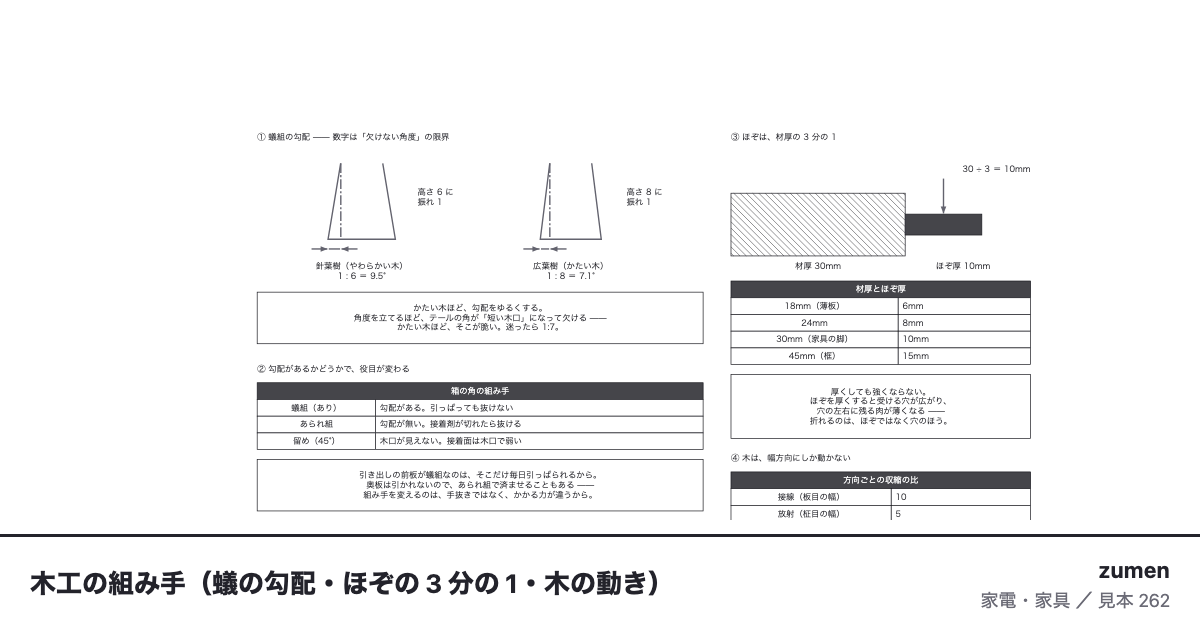 ① 蟻組の勾配 —— 数字は「欠けない角度」の限界
高さ 6 に
振れ 1
針葉樹（やわらかい木）
1 : 6 ＝ 9.5°
高さ 8 に
振れ 1
広葉樹（かたい木）
1 : 8 ＝ 7.1°
かたい木ほど、勾配をゆるくする。
角度を立てるほど、テールの角が「短い木口」になって欠ける ——
かたい木ほど、そこが脆い。迷ったら 1:7。
② 勾配があるかどうかで、役目が変わる
箱の角の組み手
蟻組（あり） 勾配がある。引っぱっても抜けない
あられ組 勾配が無い。接着剤が切れたら抜ける
留め（45°） 木口が見えない。接着面は木口で弱い
引き出しの前板が蟻組なのは、そこだけ毎日引っぱられるから。
奥板は引かれないので、あられ組で済ませることもある ——
組み手を変えるのは、手抜きではなく、かかる力が違うから。
③ ほぞは、材厚の 3 分の 1
30 ÷ 3 ＝ 10mm
材厚 30mm
ほぞ厚 10mm
材厚とほぞ厚
18mm（薄板） 6mm
24mm 8mm
30mm（家具の脚） 10mm
45mm（框） 15mm
厚くしても強くならない。
ほぞを厚くすると受ける穴が広がり、
穴の左右に残る肉が薄くなる ——
折れるのは、ほぞではなく穴のほう。
④ 木は、幅方向にしか動かない
方向ごとの収縮の比
接線（板目の幅） 10
放射（柾目の幅） 5
木工の組み手（蟻の勾配・ほぞの 3 分の 1・木の動き）
zumen
家電・家具 ／ 見本 262